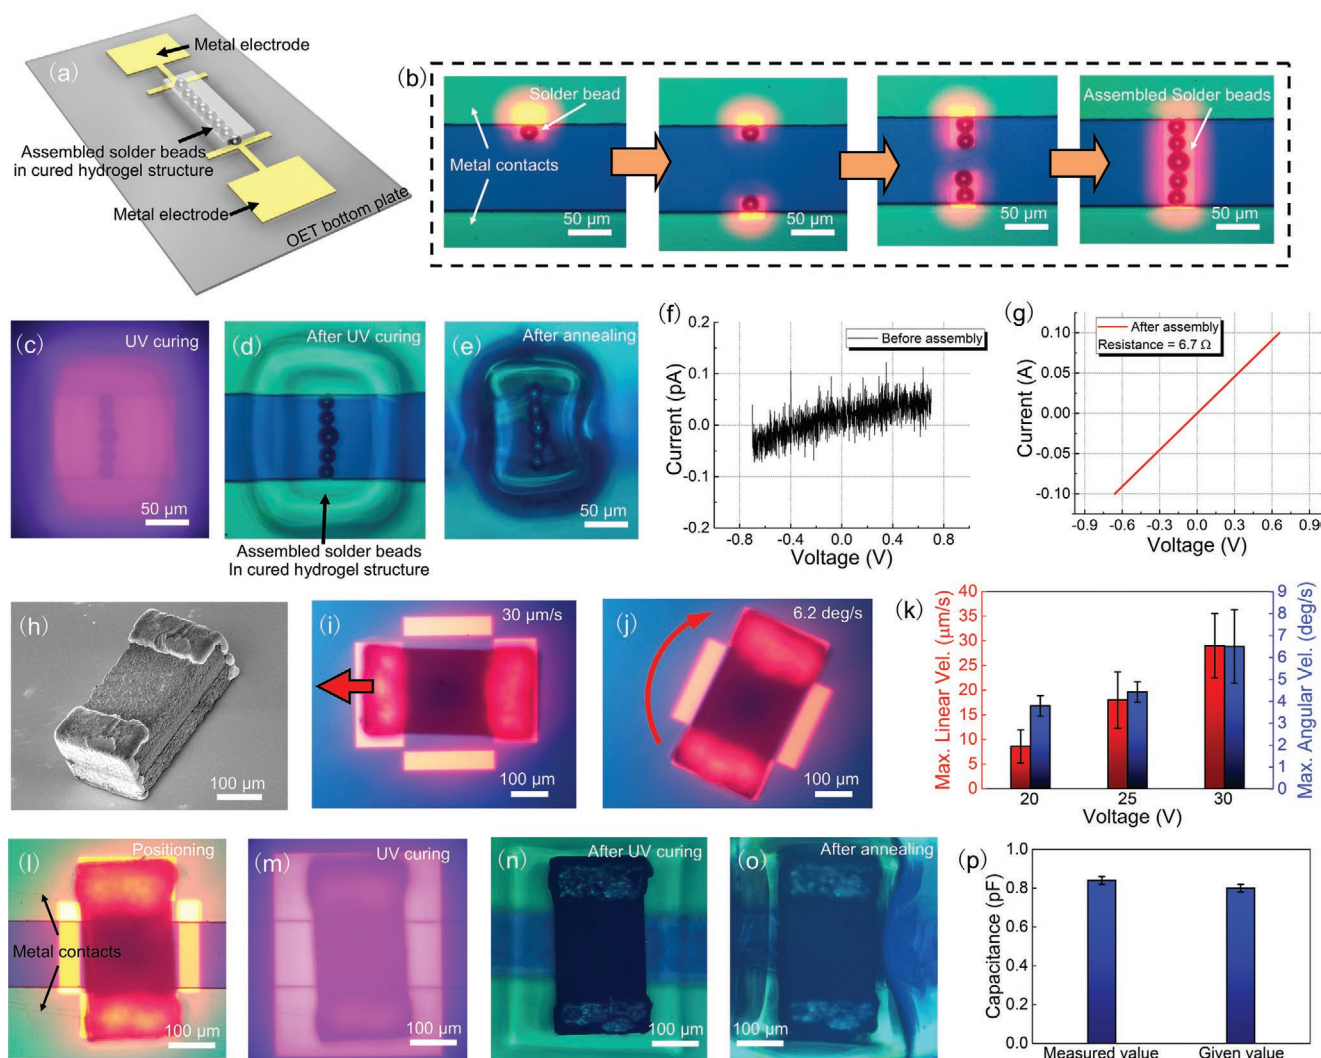 (a)
Metal electrode
Assembled solder beads
in cured hydrogel structure
Metal electrode
OET bottom plate
(b)
Solder bead
Metal contacts
50 μm
50 μm
50 μm
Assembled Solder beads
50 μm
(c)
UV curing
50 μm
(d)
After UV curing
50 μm
Assembled solder beads
In cured hydrogel structure
(e)
After annealing
50 μm
(f)
Before assembly
Current (pA)
0.2
0.1
0.0
-0.1
-0.2
-0.8 -0.4 0.0 0.4 0.8
Voltage (V)
(g)
After assembly
Resistance = 6.7 Ω
Current (A)
0.10
0.05
0.00
-0.05
-0.10
-0.9 -0.6 -0.3 0.0 0.3 0.6 0.90
Voltage (V)
(h)
100 μm
(i)
30 μm/s
100 μm
(j)
6.2 deg/s
100 μm
(k)
Max. Linear Vel. (μm/s)
40
35
30
25
20
15
10
5
0
Max. Angular Vel. (deg/s)
9
8
7
6
5
4
3
2
1
0
20 25 30
Voltage (V)
(l)
Positioning
Metal contacts
100 μm
(m)
UV curing
100 μm
(n)
After UV curing
100 μm
(o)
After annealing
100 μm
(p)
Capacitance (pF)
1.0
0.8
0.6
0.4
0.2
0.0
Measured value Given value